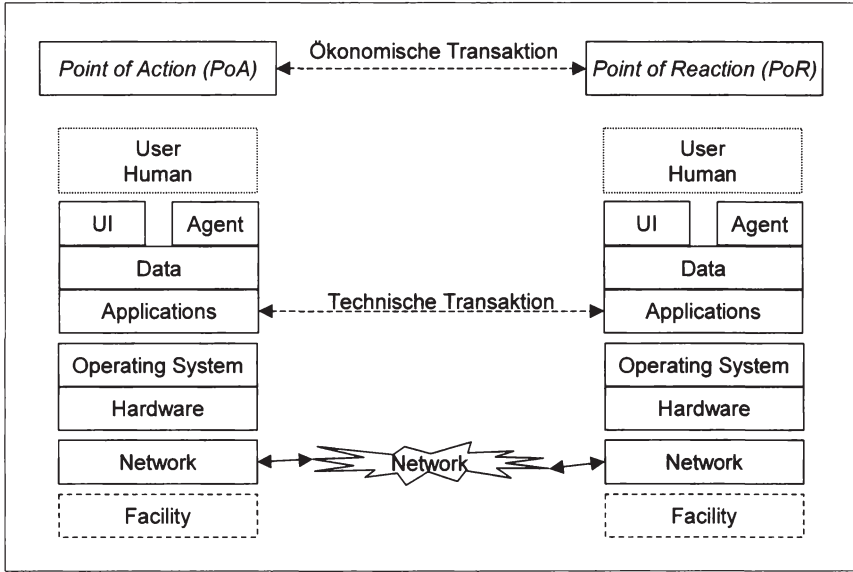 Point of Action (PoA)
Ökonomische Transaktion
Point of Reaction (PoR)
User
Human
User
Human
UI
Agent
UI
Agent
Data
Data
Applications
Technische Transaktion
Applications
Operating System
Operating System
Hardware
Hardware
Network
Network
Network
Facility
Facility